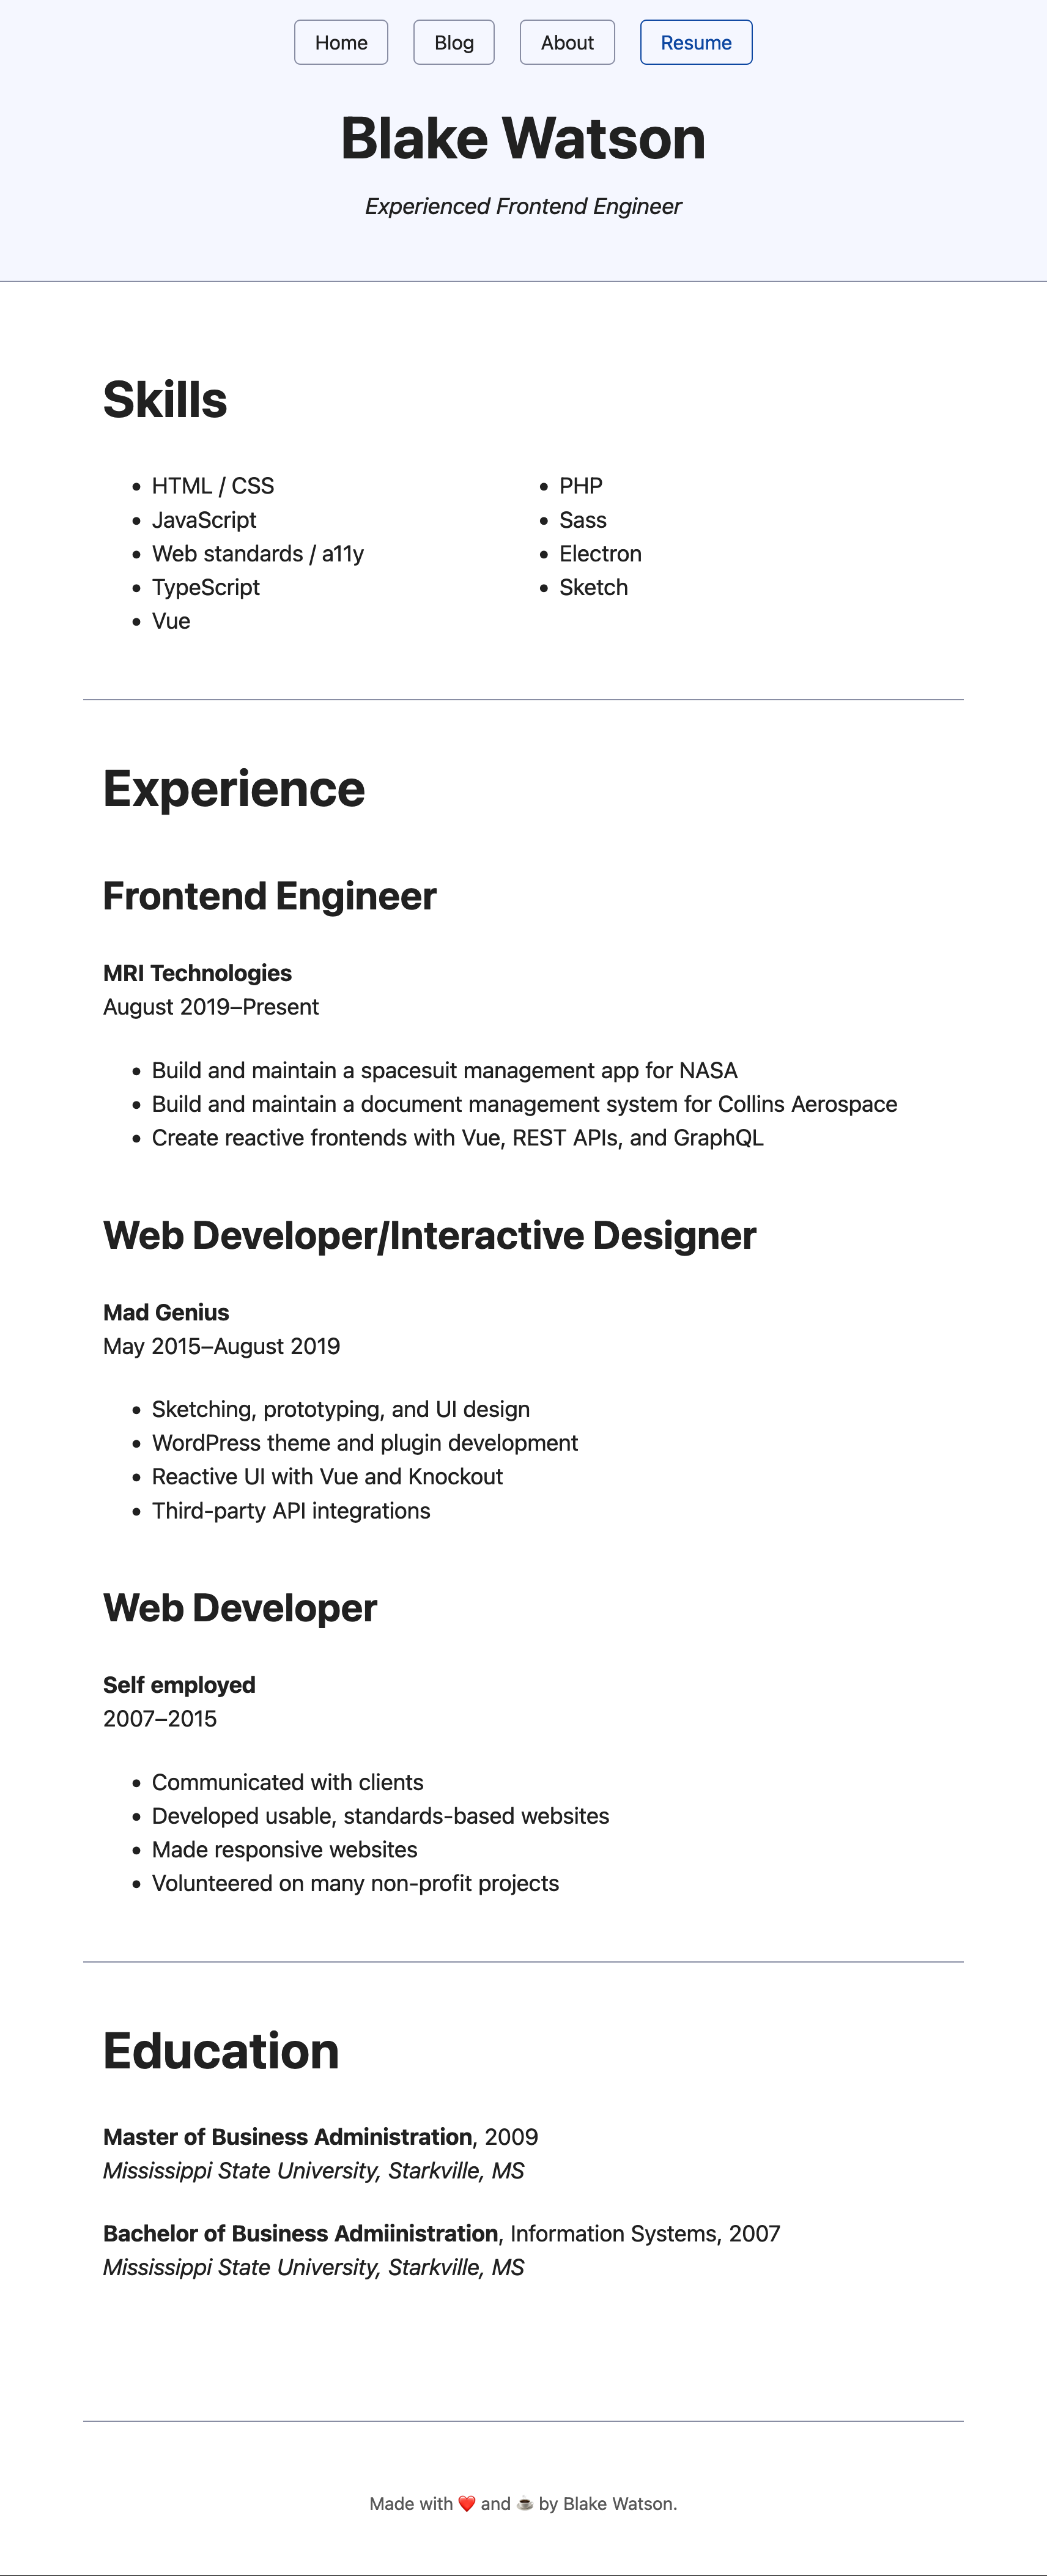 Home Blog About Resume
Blake Watson
Experienced Frontend Engineer
Skills
HTML / CSS
JavaScript
Web standards / a11y
TypeScript
Vue
PHP
Sass
Electron
Sketch
Experience
Frontend Engineer
MRI Technologies
August 2019–Present
Build and maintain a spacesuit management app for NASA
Build and maintain a document management system for Collins Aerospace
Create reactive frontends with Vue, REST APIs, and GraphQL
Web Developer/Interactive Designer
Mad Genius
May 2015–August 2019
Sketching, prototyping, and UI design
WordPress theme and plugin development
Reactive UI with Vue and Knockout
Third-party API integrations
Web Developer
Self employed
2007–2015
Communicated with clients
Developed usable, standards-based websites
Made responsive websites
Volunteered on many non-profit projects
Education
Master of Business Administration, 2009
Mississippi State University, Starkville, MS
Bachelor of Business Admiinistration, Information Systems, 2007
Mississippi State University, Starkville, MS
Made with ❤️ and ☕ by Blake Watson.